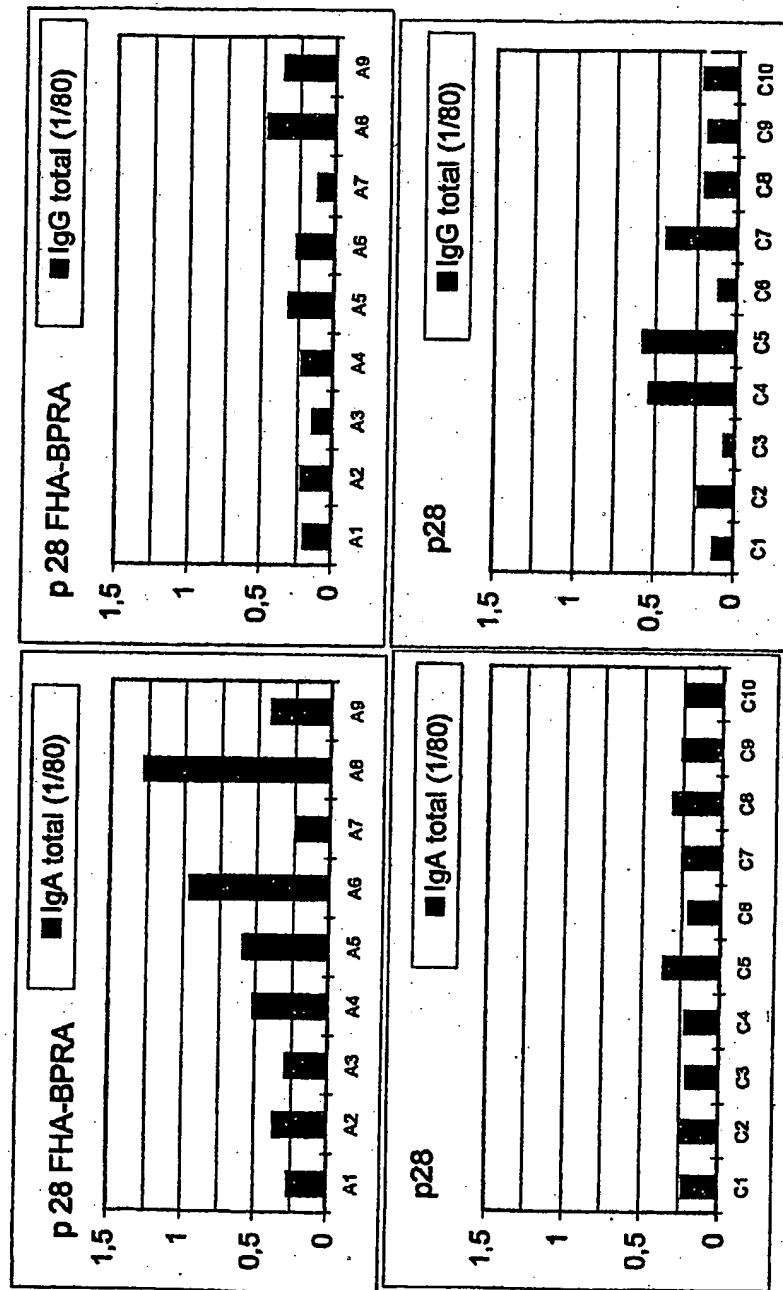 p 28 FHA-BPRA
IgA total (1/80)
1,5
1
0,5
0
A1 A2 A3 A4 A5 A6 A7 A8 A9
p 28 FHA-BPRA
IgG total (1/80)
1,5
1
0,5
0
A1 A2 A3 A4 A5 A6 A7 A8 A9
p28
IgA total (1/80)
1,5
1
0,5
0
C1 C2 C3 C4 C5 C6 C7 C8 C9 C10
p28
IgG total (1/80)
1,5
1
0,5
0
C1 C2 C3 C4 C5 C6 C7 C8 C9 C10